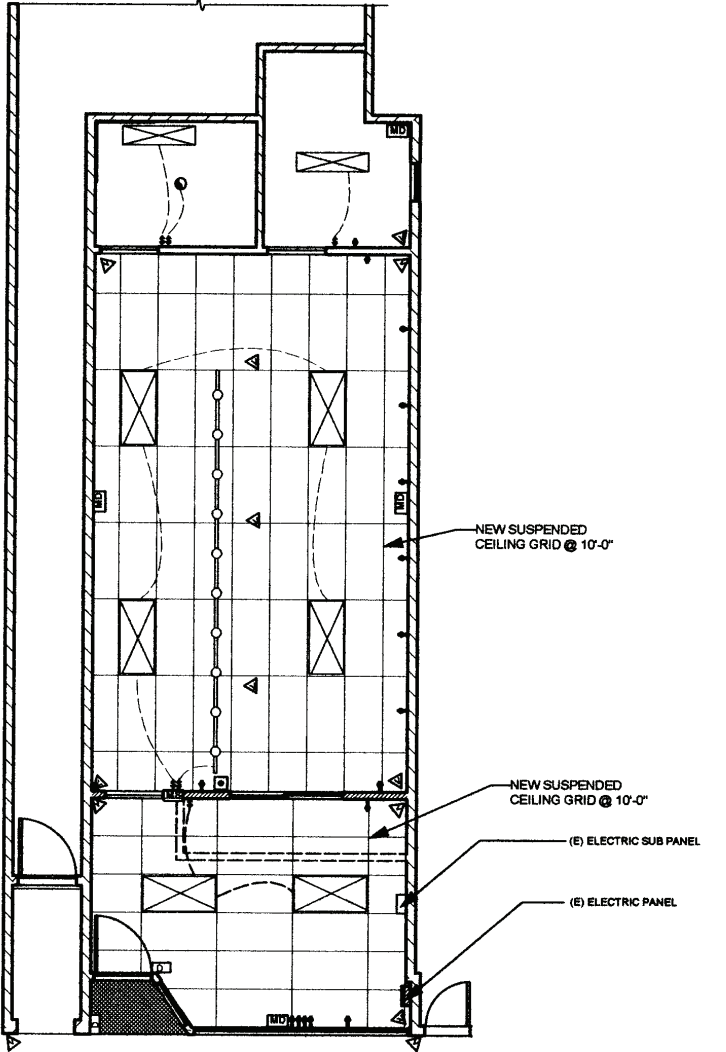 MD
MD
MD
NEW SUSPENDED
CEILING GRID @ 10'-0"
NEW SUSPENDED
CEILING GRID @ 10'-0"
(E) ELECTRIC SUB PANEL
(E) ELECTRIC PANEL
MD